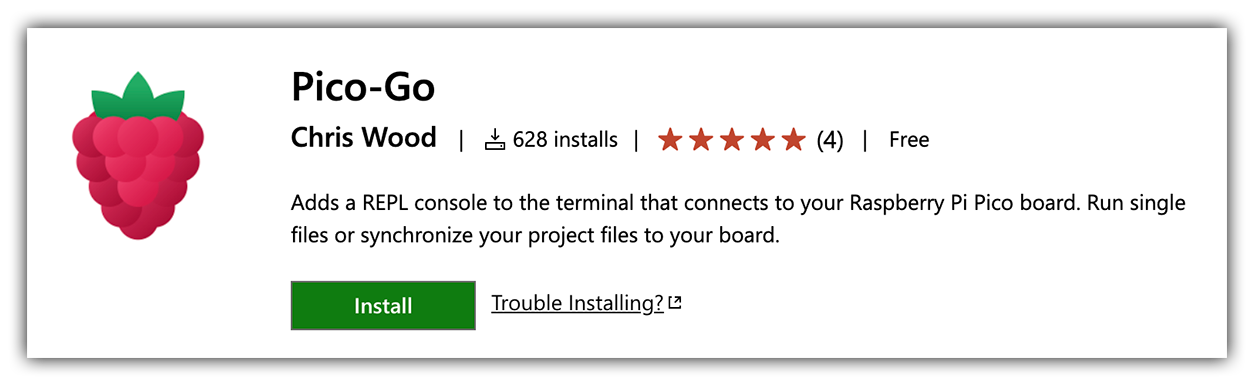 Pico-Go
Chris Wood | 628 installs | (4) | Free
Adds a REPL console to the terminal that connects to your Raspberry Pi Pico board. Run single
files or synchronize your project files to your board.
Install Trouble Installing?